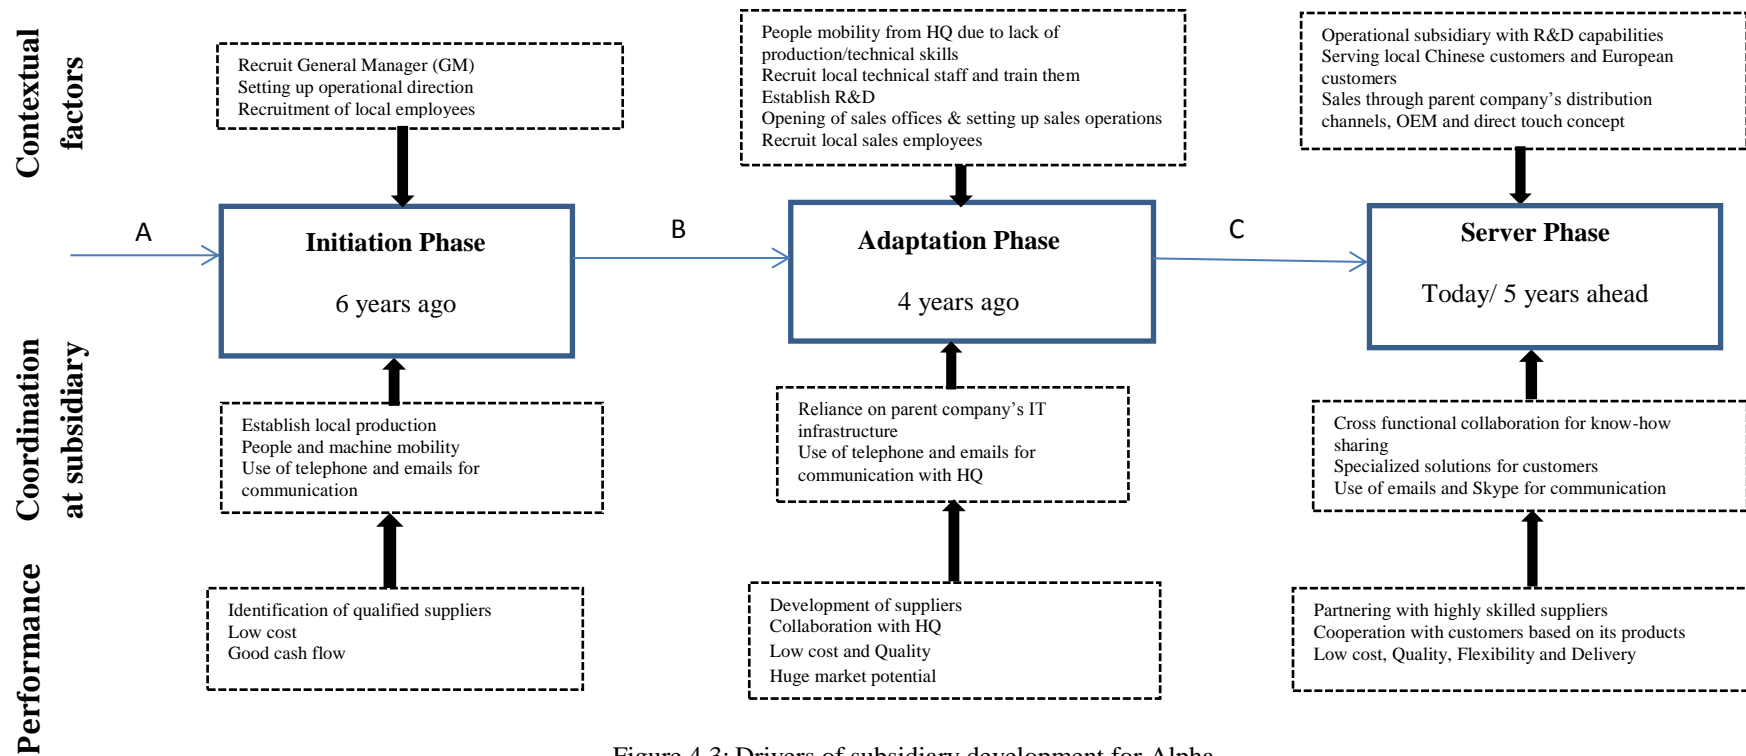 Contextual
factors
Recruit General Manager (GM)
Setting up operational direction
Recruitment of local employees
People mobility from HQ due to lack of
production/technical skills
Recruit local technical staff and train them
Establish R&D
Opening of sales offices & setting up sales operations
Recruit local sales employees
Operational subsidiary with R&D capabilities
Serving local Chinese customers and European
customers
Sales through parent company's distribution
channels, OEM and direct touch concept
A
Initiation Phase
6 years ago
B
Adaptation Phase
4 years ago
C
Server Phase
Today/ 5 years ahead
Coordination
at subsidiary
Establish local production
People and machine mobility
Use of telephone and emails for
communication
Reliance on parent company's IT
infrastructure
Use of telephone and emails for
communication with HQ
Cross functional collaboration for know-how
sharing
Specialized solutions for customers
Use of emails and Skype for communication
Performance
Identification of qualified suppliers
Low cost
Good cash flow
Development of suppliers
Collaboration with HQ
Low cost and Quality
Huge market potential
Partnering with highly skilled suppliers
Cooperation with customers based on its products
Low cost, Quality, Flexibility and Delivery
Figure 4.3: Drivers of subsidiary development for Alpha